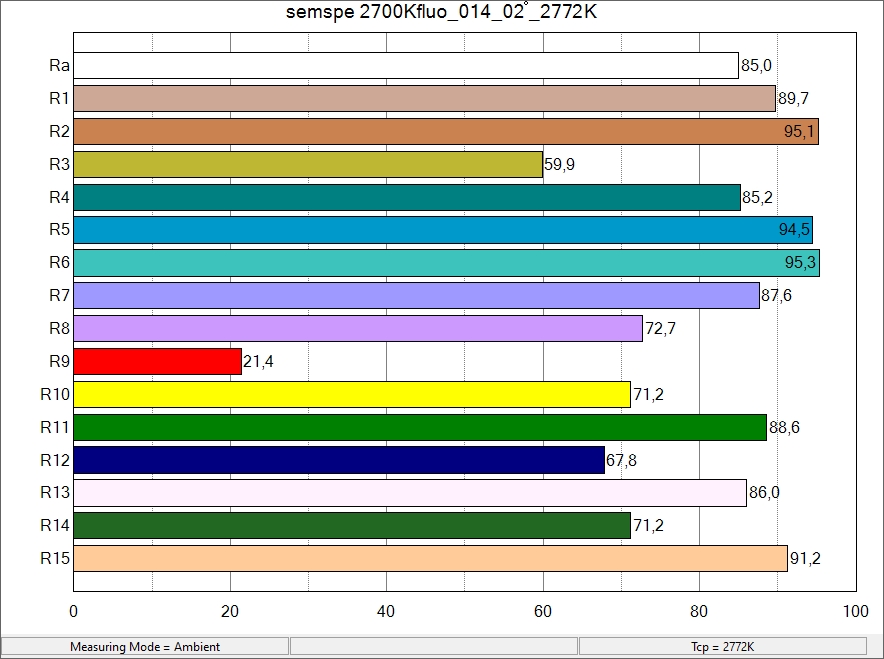 semspe 2700Kfluo_014_02°_2772K
Ra 85,0
R1 89,7
R2 95,1
R3 59,9
R4 85,2
R5 94,5
R6 95,3
R7 87,6
R8 72,7
R9 21,4
R10 71,2
R11 88,6
R12 67,8
R13 86,0
R14 71,2
R15 91,2
0 20 40 60 80 100
Measuring Mode = Ambient Tcp = 2772K